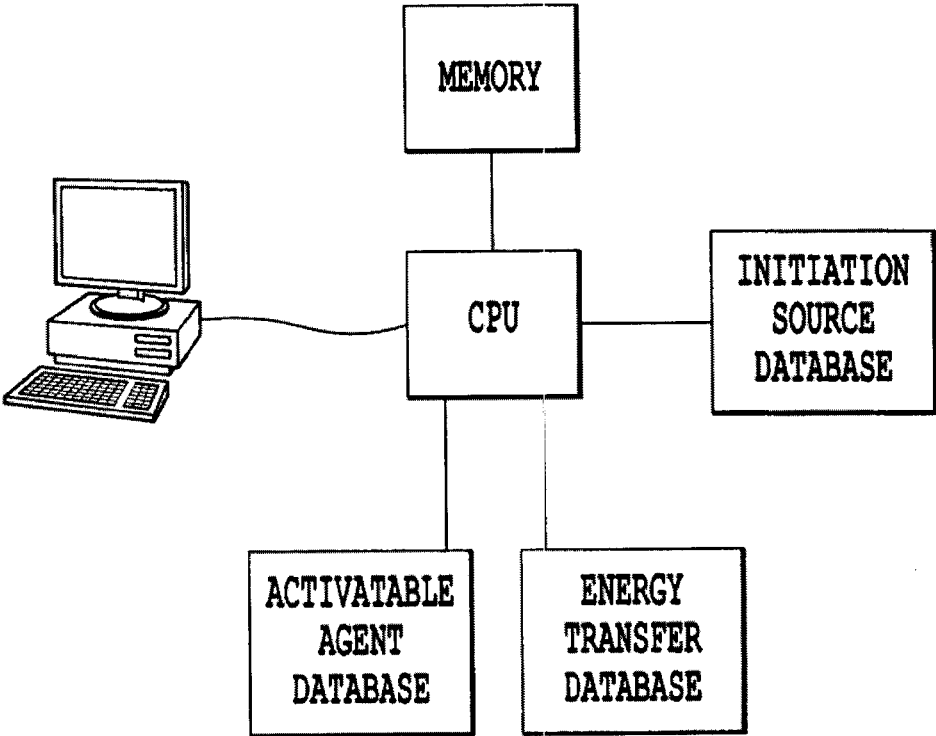 MEMORY
CPU
INITIATION
SOURCE
DATABASE
ACTIVATABLE
AGENT
DATABASE
ENERGY
TRANSFER
DATABASE